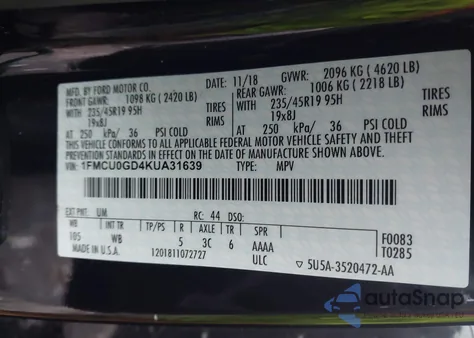 MFD. BY FORD MOTOR CO.
DATE: 11/18 GVWR: 2096 KG ( 4620 LB)
FRONT GAWR: 1098 KG ( 2420 LB) REAR GAWR: 1006 KG ( 2218 LB)
WITH 235/45R19 95H TIRES WITH 235/45R19 95H TIRES
19x8J 19x8J
AT 250 kPa/ 36 PSI COLD AT 250 kPa/ 36 PSI COLD
THIS VEHICLE CONFORMS TO ALL APPLICABLE FEDERAL MOTOR VEHICLE
SAFETY AND THEFT PREVENTION STANDARDS IN EFFECT ON THE DATE OF
VIN: 1FMCU0GD4KUA31639 TYPE: MPV
EXT PNT: UM RC: 44 DSO:
WB INT TR TP/PS R AXLE TR SPR
105 WB 5 3C 6 AAAA F0083
MADE IN U.S.A. 1201811072727 ULC T0285
▽ 5U5A-3520472-AA
autoSnap